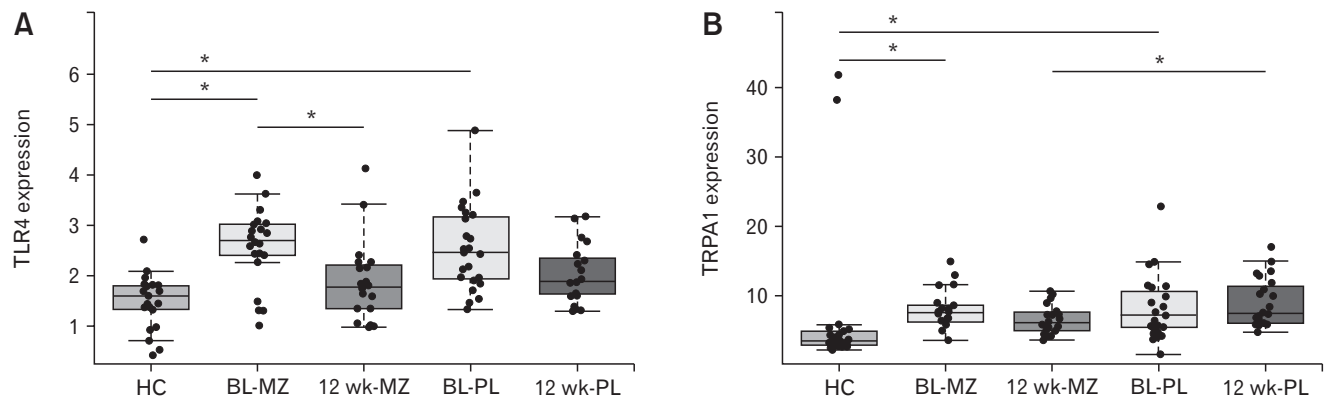 A
TLR4 expression
6
5
4
3
2
1
*
*
*
HC BL-MZ 12 wk-MZ BL-PL 12 wk-PL
B
TRPA1 expression
40
30
20
10
*
*
*
HC BL-MZ 12 wk-MZ BL-PL 12 wk-PL